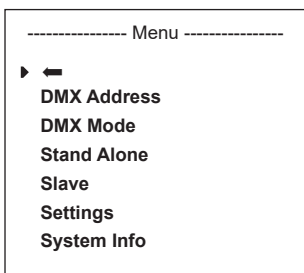 ---------------- Menu ----------------
DMX Address
DMX Mode
Stand Alone
Slave
Settings
System Info